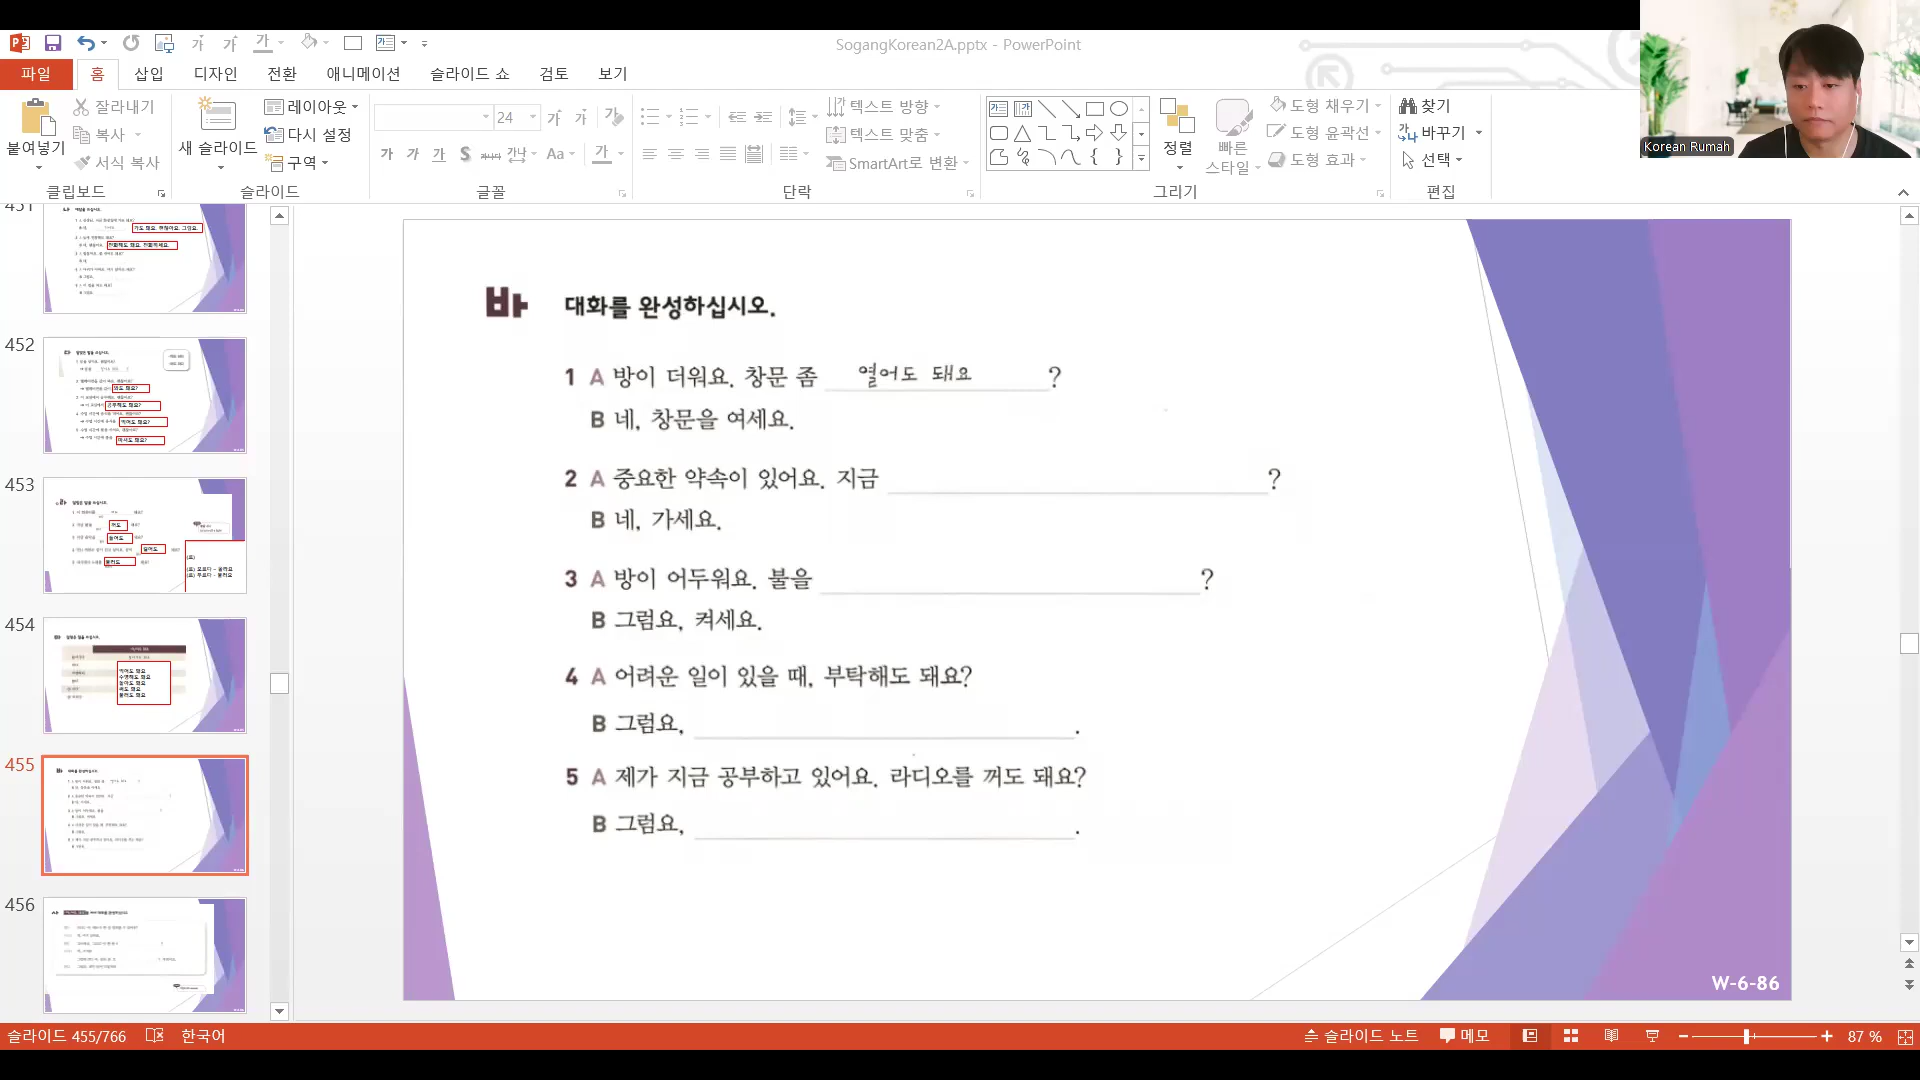 SogangKorean2A.pptx - PowerPoint
파일 홈 삽입 디자인 전환 애니메이션 슬라이드 쇼 검토 보기
붙여넣기
잘라내기
복사
서식 복사
클립보드
새 슬라이드
레이아웃
다시 설정
구역
슬라이드
24
글꼴
텍스트 방향
텍스트 맞춤
SmartArt로 변환
단락
정렬
빠른
스타일
도형 채우기
도형 윤곽선
도형 효과
그리기
찾기
바꾸기
선택
편집
Korean Rumah
452
453
454
455
456
바 대화를 완성하십시오.
1 A 방이 더워요. 창문 좀 열어도 돼요 ?
B 네, 창문을 여세요.
2 A 중요한 약속이 있어요. 지금 ?
B 네, 가세요.
3 A 방이 어두워요. 불을 ?
B 그럼요, 켜세요.
4 A 어려운 일이 있을 때, 부탁해도 돼요?
B 그럼요, .
5 A 제가 지금 공부하고 있어요. 라디오를 꺼도 돼요?
B 그럼요, .
W-6-86
슬라이드 455/766 한국어 슬라이드 노트 메모 87 %